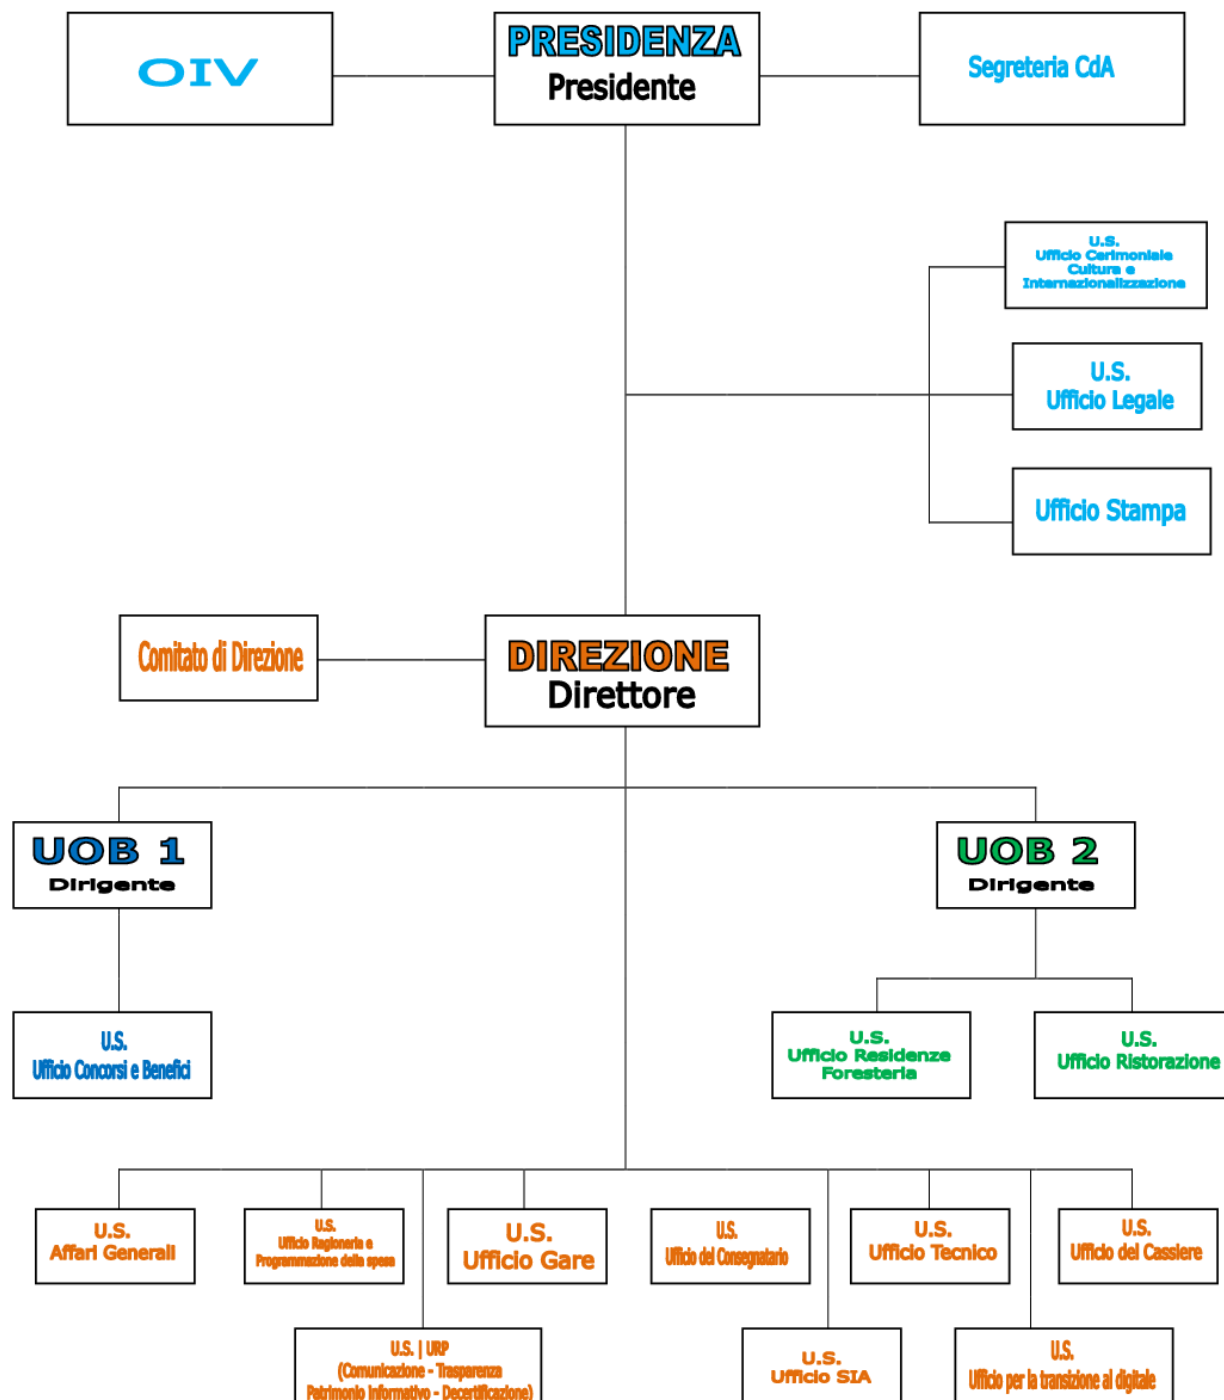 OIV
PRESIDENZA
Presidente
Segreteria CdA
U.S.
Ufficio Cerimoniale
Cultura e
Internazionalizzazione
U.S.
Ufficio Legale
Ufficio Stampa
Comitato di Direzione
DIREZIONE
Direttore
UOB 1
Dirigente
UOB 2
Dirigente
U.S.
Ufficio Concorsi e Benefici
U.S.
Ufficio Residenze
Foresteria
U.S.
Ufficio Ristorazione
U.S.
Affari Generali
U.S.
Ufficio Ragioneria e
Programmazione della spesa
U.S.
Ufficio Gare
U.S.
Ufficio del Consegnatario
U.S.
Ufficio Tecnico
U.S.
Ufficio del Cassiere
U.S. | URP
(Comunicazione - Trasparenza
Patrimonio Informativo - Decertificazione)
U.S.
Ufficio SIA
U.S.
Ufficio per la transizione al digitale